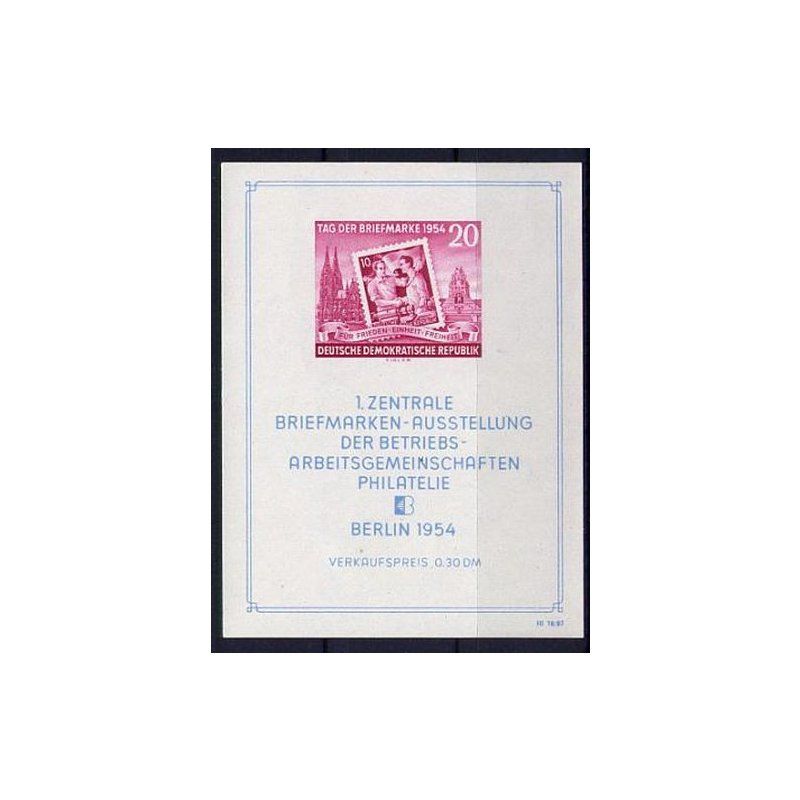 TAG DER BRIEFMARKE 1954 20
10
FÜR FRIEDEN · EINHEIT · FREIHEIT
DEUTSCHE DEMOKRATISCHE REPUBLIK
1. ZENTRALE
BRIEFMARKEN-AUSSTELLUNG
DER BETRIEBS-
ARBEITSGEMEINSCHAFTEN
PHILATELIE
B
BERLIN 1954
VERKAUFSPREIS 0.30 DM